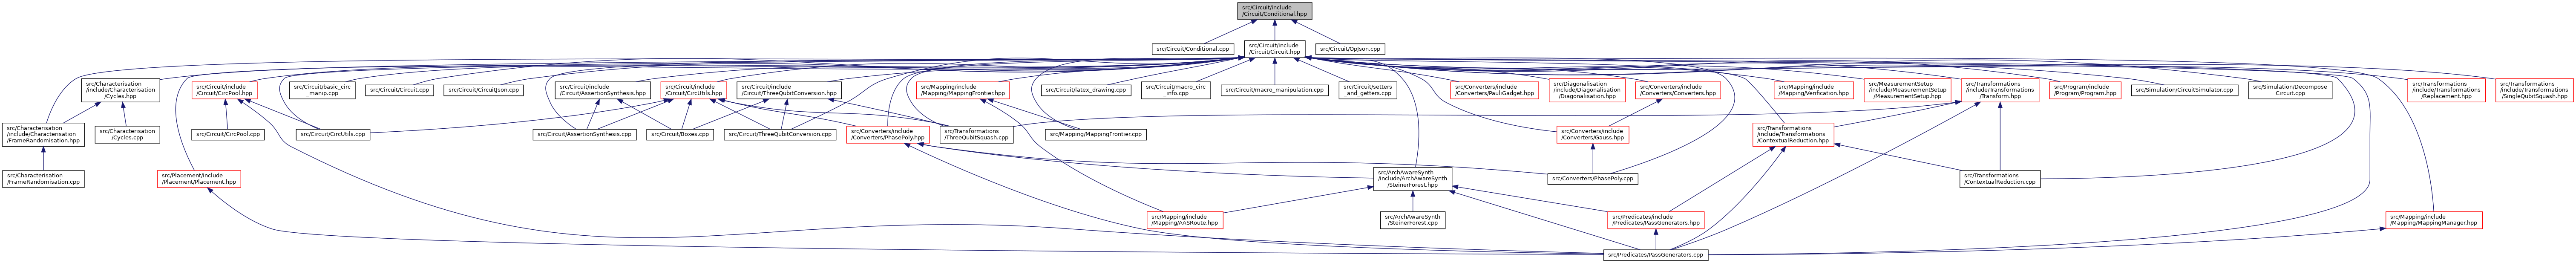 src/Circuit/include
/Circuit/Conditional.hpp
src/Circuit/Conditional.cpp
src/Circuit/include
/Circuit/Circuit.hpp
src/Circuit/OpJson.cpp
src/Characterisation
/include/Characterisation
/Cycles.hpp
src/Circuit/include
/Circuit/CircPool.hpp
src/Circuit/basic_circ
_manip.cpp
src/Circuit/Circuit.cpp
src/Circuit/CircuitJson.cpp
src/Circuit/include
/Circuit/AssertionSynthesis.hpp
src/Circuit/include
/Circuit/CircUtils.hpp
src/Circuit/include
/Circuit/ThreeQubitConversion.hpp
src/Mapping/include
/Mapping/MappingFrontier.hpp
src/Circuit/latex_drawing.cpp
src/Circuit/macro_circ
_info.cpp
src/Circuit/macro_manipulation.cpp
src/Circuit/setters
_and_getters.cpp
src/Converters/include
/Converters/PauliGadget.hpp
src/Diagonalisation
/include/Diagonalisation
/Diagonalisation.hpp
src/Converters/include
/Converters/Converters.hpp
src/Mapping/include
/Mapping/Verification.hpp
src/MeasurementSetup
/include/MeasurementSetup
/MeasurementSetup.hpp
src/Transformations
/include/Transformations
/Transform.hpp
src/Program/include
/Program/Program.hpp
src/Simulation/CircuitSimulator.cpp
src/Simulation/Decompose
Circuit.cpp
src/Transformations
/include/Transformations
/Replacement.hpp
src/Transformations
/include/Transformations
/SingleQubitSquash.hpp
src/Characterisation
/include/Characterisation
/FrameRandomisation.hpp
src/Characterisation
/Cycles.cpp
src/Circuit/CircPool.cpp
src/Circuit/CircUtils.cpp
src/Circuit/AssertionSynthesis.cpp
src/Circuit/Boxes.cpp
src/Circuit/ThreeQubitConversion.cpp
src/Converters/include
/Converters/PhasePoly.hpp
src/Transformations
/ThreeQubitSquash.cpp
src/Mapping/MappingFrontier.cpp
src/Converters/include
/Converters/Gauss.hpp
src/Transformations
/include/Transformations
/ContextualReduction.hpp
src/Characterisation
/FrameRandomisation.cpp
src/Placement/include
/Placement/Placement.hpp
src/ArchAwareSynth
/include/ArchAwareSynth
/SteinerForest.hpp
src/Converters/PhasePoly.cpp
src/Transformations
/ContextualReduction.cpp
src/Mapping/include
/Mapping/AASRoute.hpp
src/ArchAwareSynth
/SteinerForest.cpp
src/Predicates/include
/Predicates/PassGenerators.hpp
src/Mapping/include
/Mapping/MappingManager.hpp
src/Predicates/PassGenerators.cpp